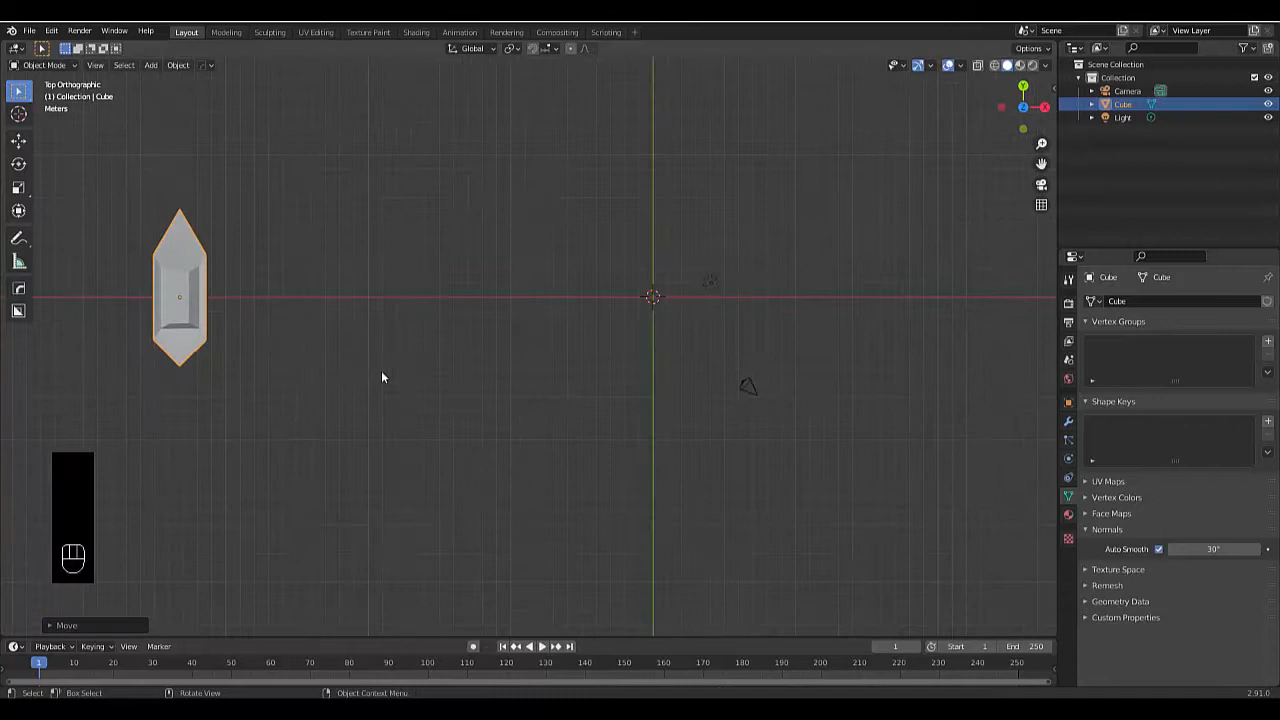 File Edit Render Window Help Layout Modeling Sculpting UV Editing Texture Paint Shading Animation Rendering Compositing Scripting + Scene View Layer
Global Options
Object Mode View Select Add Object
Top Orthographic
(1) Collection | Cube
Meters
Y
Z
X
Scene Collection
Collection
Camera
Cube
Light
Cube Cube
Cube
Vertex Groups
Shape Keys
UV Maps
Vertex Colors
Face Maps
Normals
Auto Smooth 30°
Texture Space
Remesh
Geometry Data
Custom Properties
Move
Playback Keying View Marker 1 Start 1 End 250
1 10 20 30 40 50 60 70 80 90 100 110 120 130 140 150 160 170 180 190 200 210 220 230 240 250
Select Box Select Rotate View Object Context Menu 2.91.0